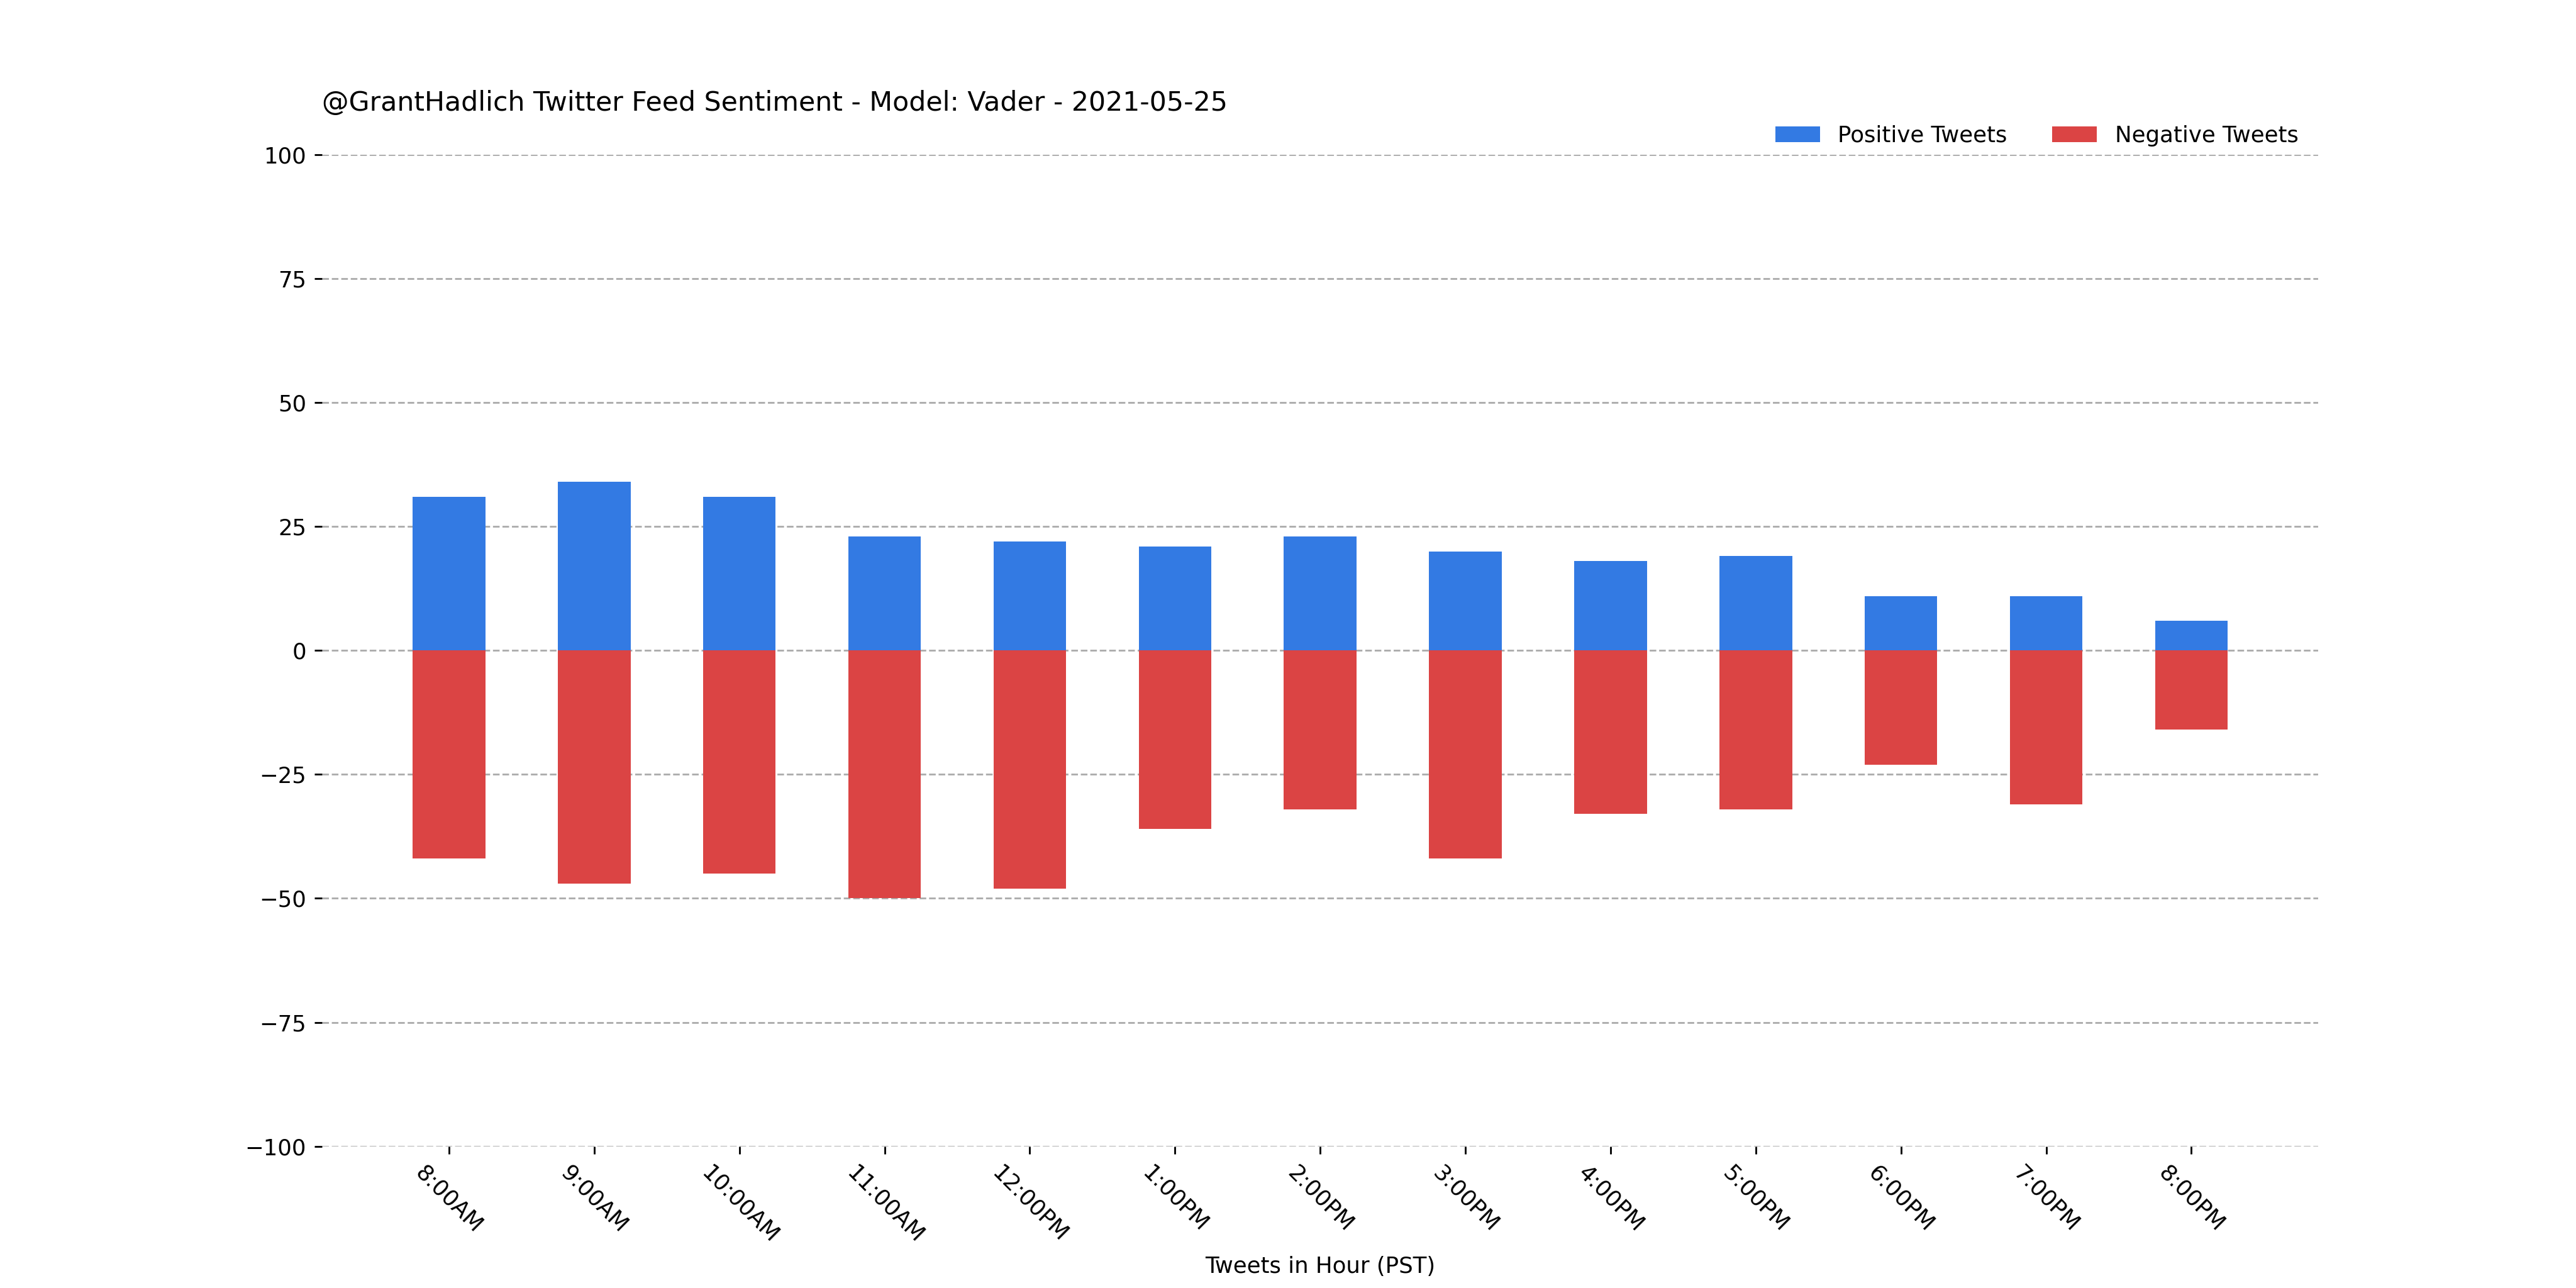 @GrantHadlich Twitter Feed Sentiment - Model: Vader - 2021-05-25
Positive Tweets
Negative Tweets
100
75
50
25
0
−25
−50
−75
−100
8:00AM
9:00AM
10:00AM
11:00AM
12:00PM
1:00PM
2:00PM
3:00PM
4:00PM
5:00PM
6:00PM
7:00PM
8:00PM
Tweets in Hour (PST)